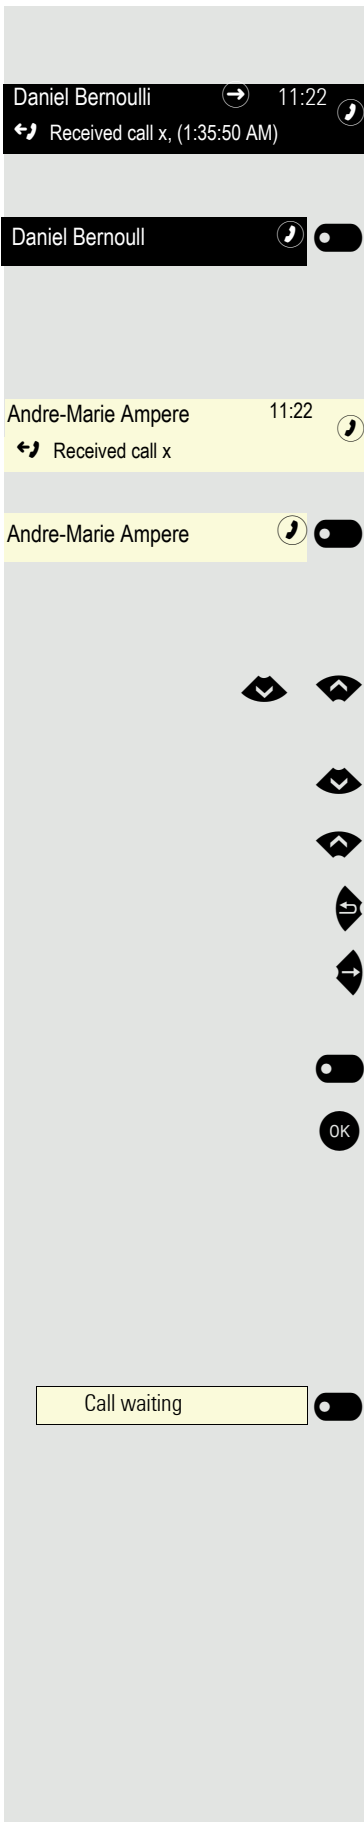 Daniel Bernoulli 11:22
Received call x, (1:35:50 AM)
Daniel Bernoull
Andre-Marie Ampere 11:22
Received call x
Andre-Marie Ampere
OK
Call waiting